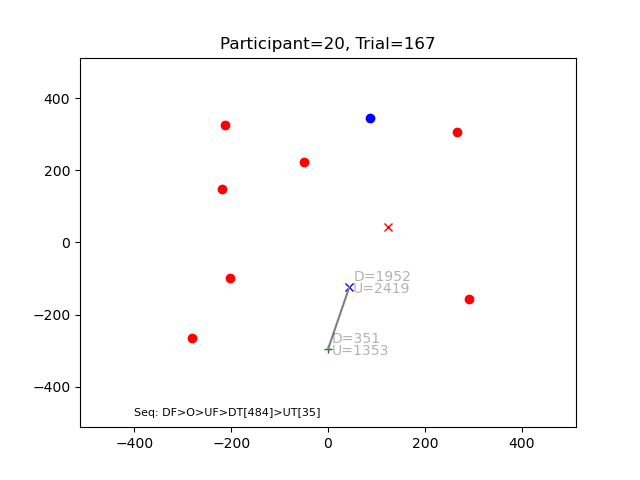 Participant=20, Trial=167
400
200
0
−200
−400
D=1952
U=2419
D=351
U=1353
Seq: DF>O>UF>DT[484]>UT[35]
−400 −200 0 200 400